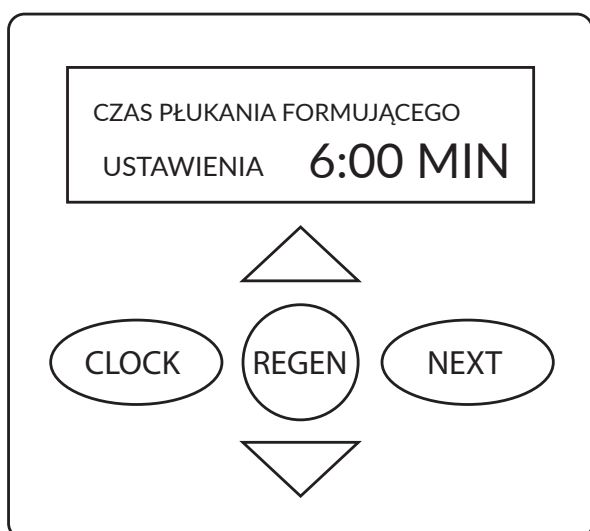 CZAS PŁUKANIA FORMUJĄCEGO
USTAWIENIA 6:00 MIN
CLOCK REGEN NEXT